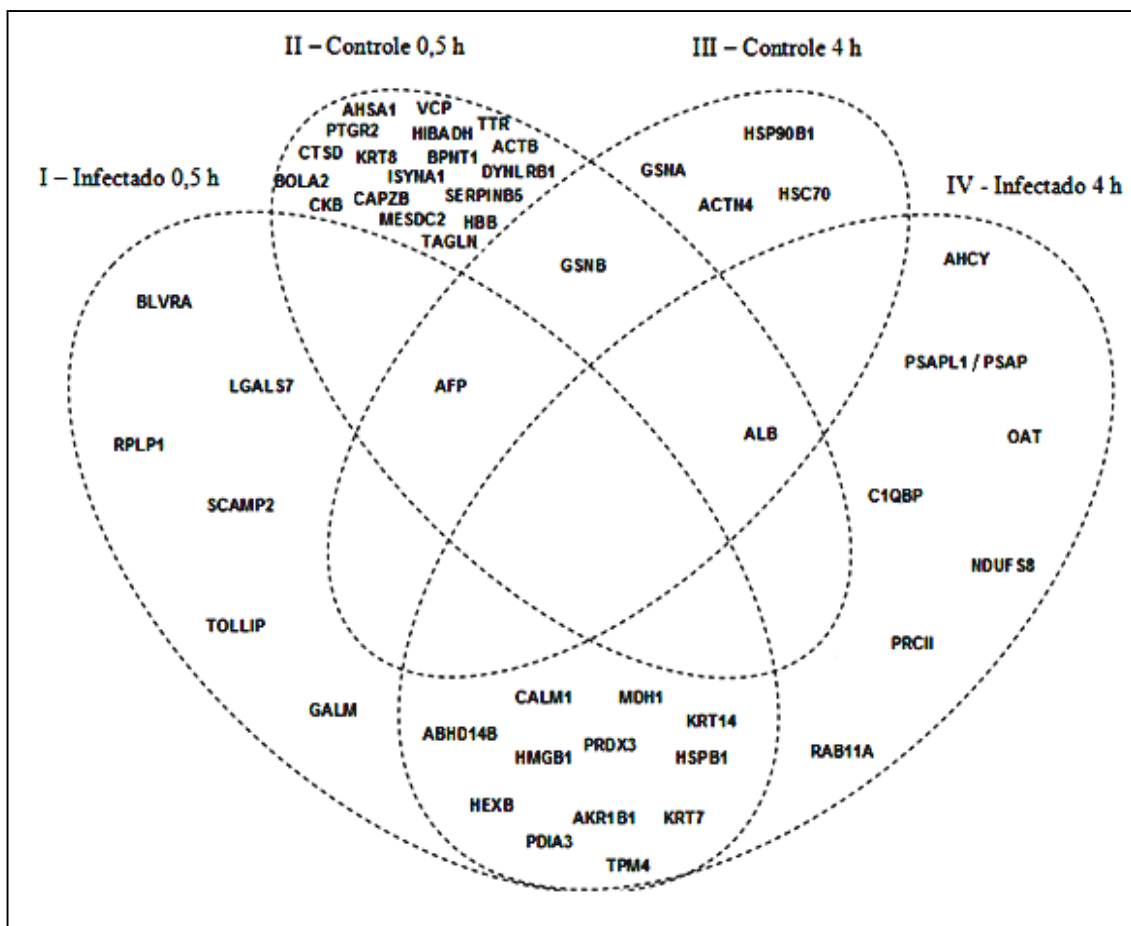 II – Controle 0,5 h
III – Controle 4 h
I – Infectado 0,5 h
IV - Infectado 4 h
AHSA1
VCP
TTR
PTGR2
HIBADH
ACTB
CTSD
KRT8
BPNT1
DYNLRB1
BOLA2
ISYNA1
CKB
CAPZB
SERPINB5
MESDC2
HBB
TAGLN
HSP90B1
GSNA
ACTN4
HSC70
GSNB
AHCY
BLVRA
LGALS7
AFP
PSAPL1 / PSAP
RPLP1
ALB
OAT
SCAMP2
C1QBP
NDUFS8
TOLLIP
PRCII
GALM
CALM1
MDH1
KRT14
ABHD14B
HMGB1
PRDX3
HSPB1
RAB11A
HEXB
AKR1B1
KRT7
PDIA3
TPM4